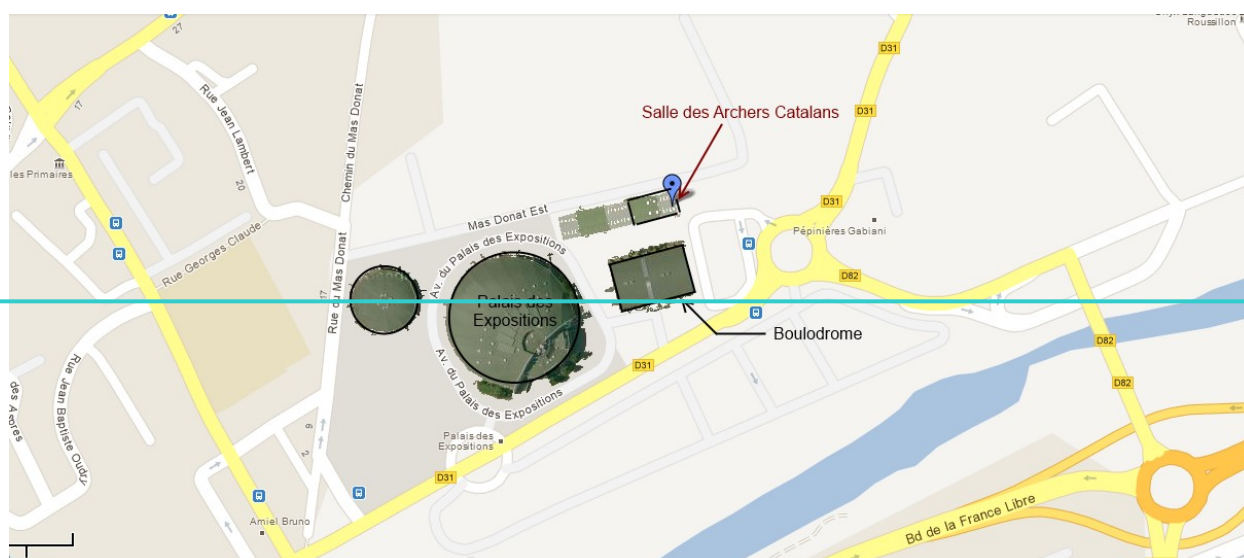 Roussillon
27
17
D31
Rue Jean Lambert
Chemin du Mas Donat
D31
Salle des Archers Catalans
les Primaires
20
D31
Mas Donat Est
Pépinières Gabiani
Rue Georges Claude
Av. du Palais des Expositions
Rue du Mas Donat
17
D82
Palais des
Expositions
Boulodrome
D82
D82
D31
Rue Jean Baptiste Oudry
Av. du Palais des Expositions
6
2
Palais des
Expositions
D31
Amiel Bruno
Bd de la France Libre